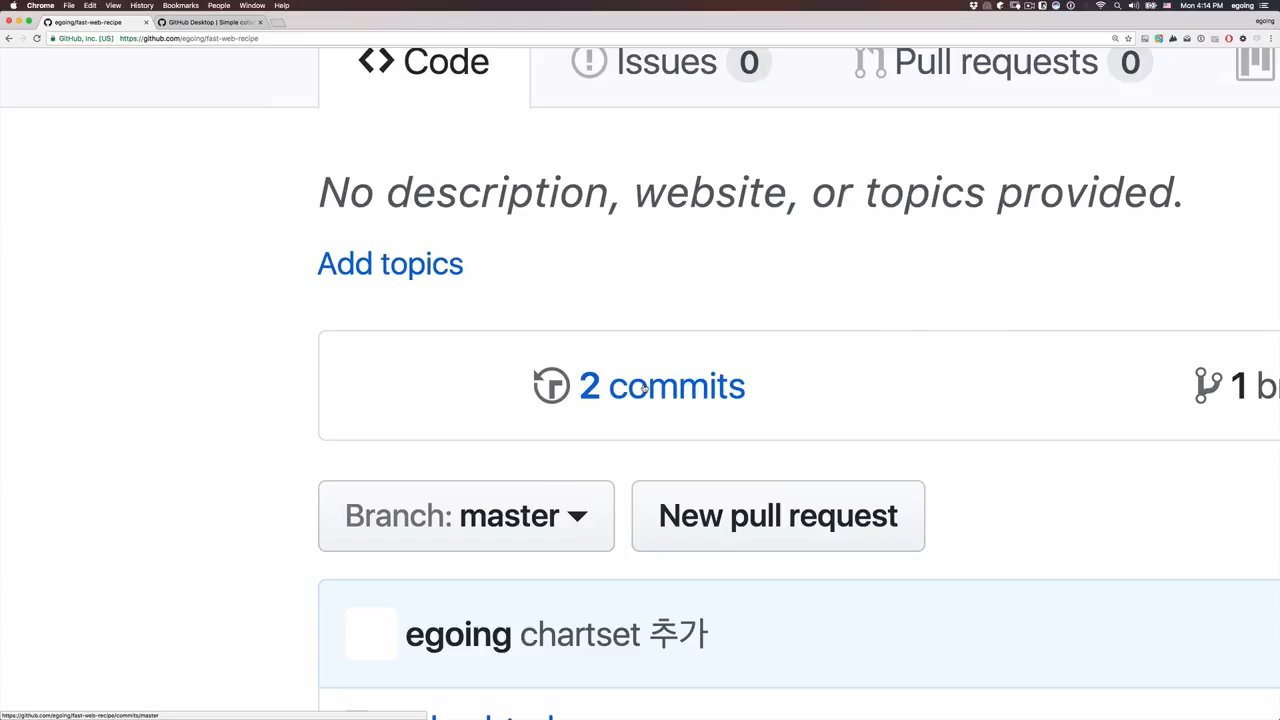 Chrome File Edit View History Bookmarks People Window Help
Mon 4:14 PM egoing
egoing/fast-web-recipe
GitHub Desktop | Simple colla
egoing
GitHub, Inc. [US] https://github.com/egoing/fast-web-recipe
Code Issues 0 Pull requests 0
No description, website, or topics provided.
Add topics
2 commits
1 br
Branch: master
New pull request
egoing chartset 추가
https://github.com/egoing/fast-web-recipe/commits/master